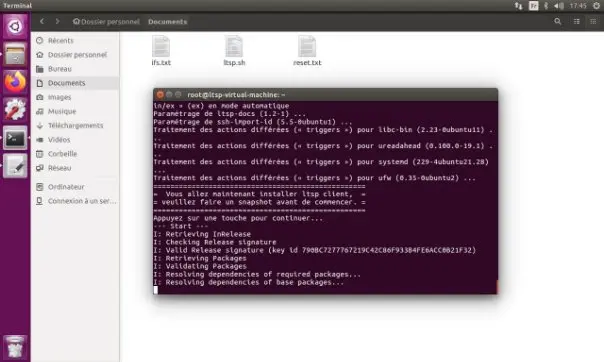 Terminal
Fr
17:45
Dossier personnel
Documents
Récents
Dossier personnel
Bureau
Documents
Images
Musique
Téléchargements
Vidéos
Corbeille
Réseau
Ordinateur
Connexion à un ser...
ifs.txt
ltsp.sh
reset.txt
root@ltsp-virtual-machine: ~
in/ex » (ex) en mode automatique
Paramétrage de ltsp-docs (1.2-1) ...
Paramétrage de ssh-import-id (5.5-0ubuntu1) ...
Traitement des actions différées (« triggers ») pour libc-bin (2.23-0ubuntu11) .
..
Traitement des actions différées (« triggers ») pour ureadahead (0.100.0-19.1) .
..
Traitement des actions différées (« triggers ») pour systemd (229-4ubuntu21.28)
...
Traitement des actions différées (« triggers ») pour ufw (0.35-0ubuntu2) ...
==================================================
= Vous allez maintenant installer ltsp client, =
= veuillez faire un snapshot avant de commencer. =
==================================================
Appuyez sur une touche pour continuer...
--- Start ---
I: Retrieving InRelease
I: Checking Release signature
I: Valid Release signature (key id 790BC7277767219C42C86F933B4FE6ACC0B21F32)
I: Retrieving Packages
I: Validating Packages
I: Resolving dependencies of required packages...
I: Resolving dependencies of base packages...